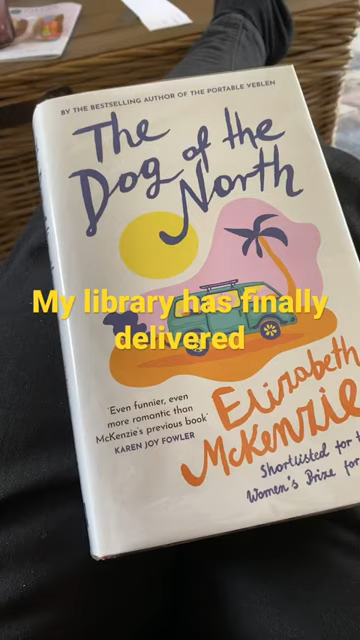 BY THE BESTSELLING AUTHOR OF THE PORTABLE VEBLEN
The
Dog of the
North
My library has finally
delivered
'Even funnier, even
more romantic than
McKenzie's previous book'
KAREN JOY FOWLER
Elizabeth
McKenzie
Shortlisted for t
Women's Prize for